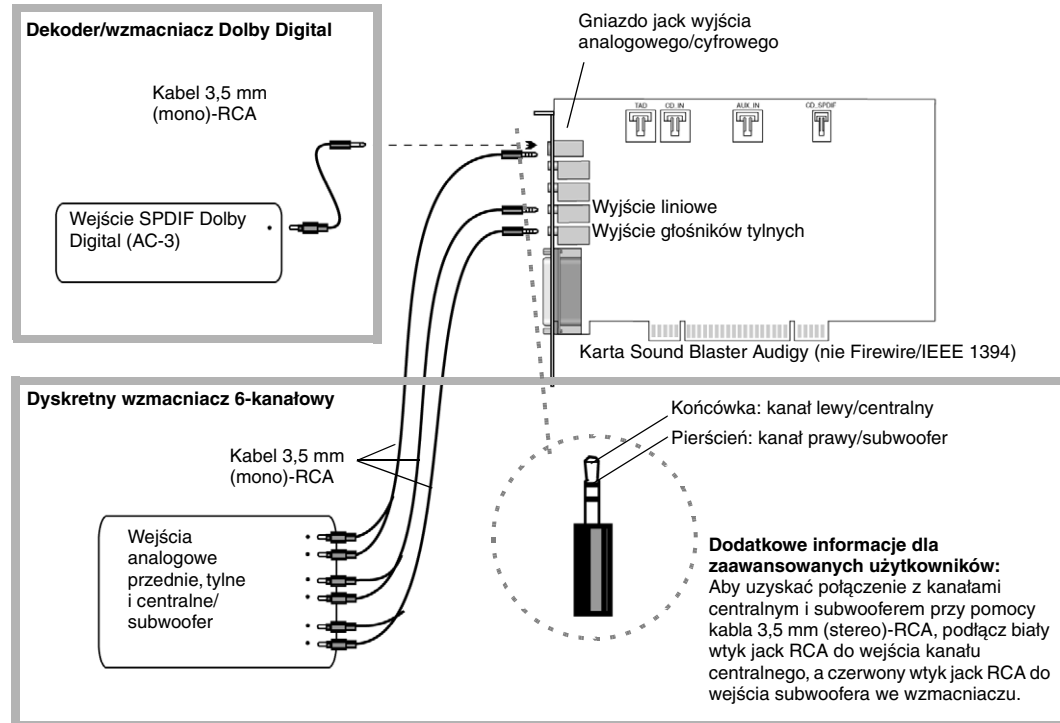 Dekoder/wzmacniacz Dolby Digital
Kabel 3,5 mm
(mono)-RCA
Wejście SPDIF Dolby
Digital (AC-3)
Gniazdo jack wyjścia
analogowego/cyfrowego
TAD
CD_IN
AUX_IN
CD_SPDIF
Wyjście liniowe
Wyjście głośników tylnych
Karta Sound Blaster Audigy (nie Firewire/IEEE 1394)
Dyskretny wzmacniacz 6-kanałowy
Kabel 3,5 mm
(mono)-RCA
Wejścia
analogowe
przednie, tylne
i centralne/
subwoofer
Końcówka: kanał lewy/centralny
Pierścień: kanał prawy/subwoofer
Dodatkowe informacje dla
zaawansowanych użytkowników:
Aby uzyskać połączenie z kanałami
centralnym i subwooferem przy pomocy
kabla 3,5 mm (stereo)-RCA, podłącz biały
wtyk jack RCA do wejścia kanału
centralnego, a czerwony wtyk jack RCA do
wejścia subwoofera we wzmacniaczu.